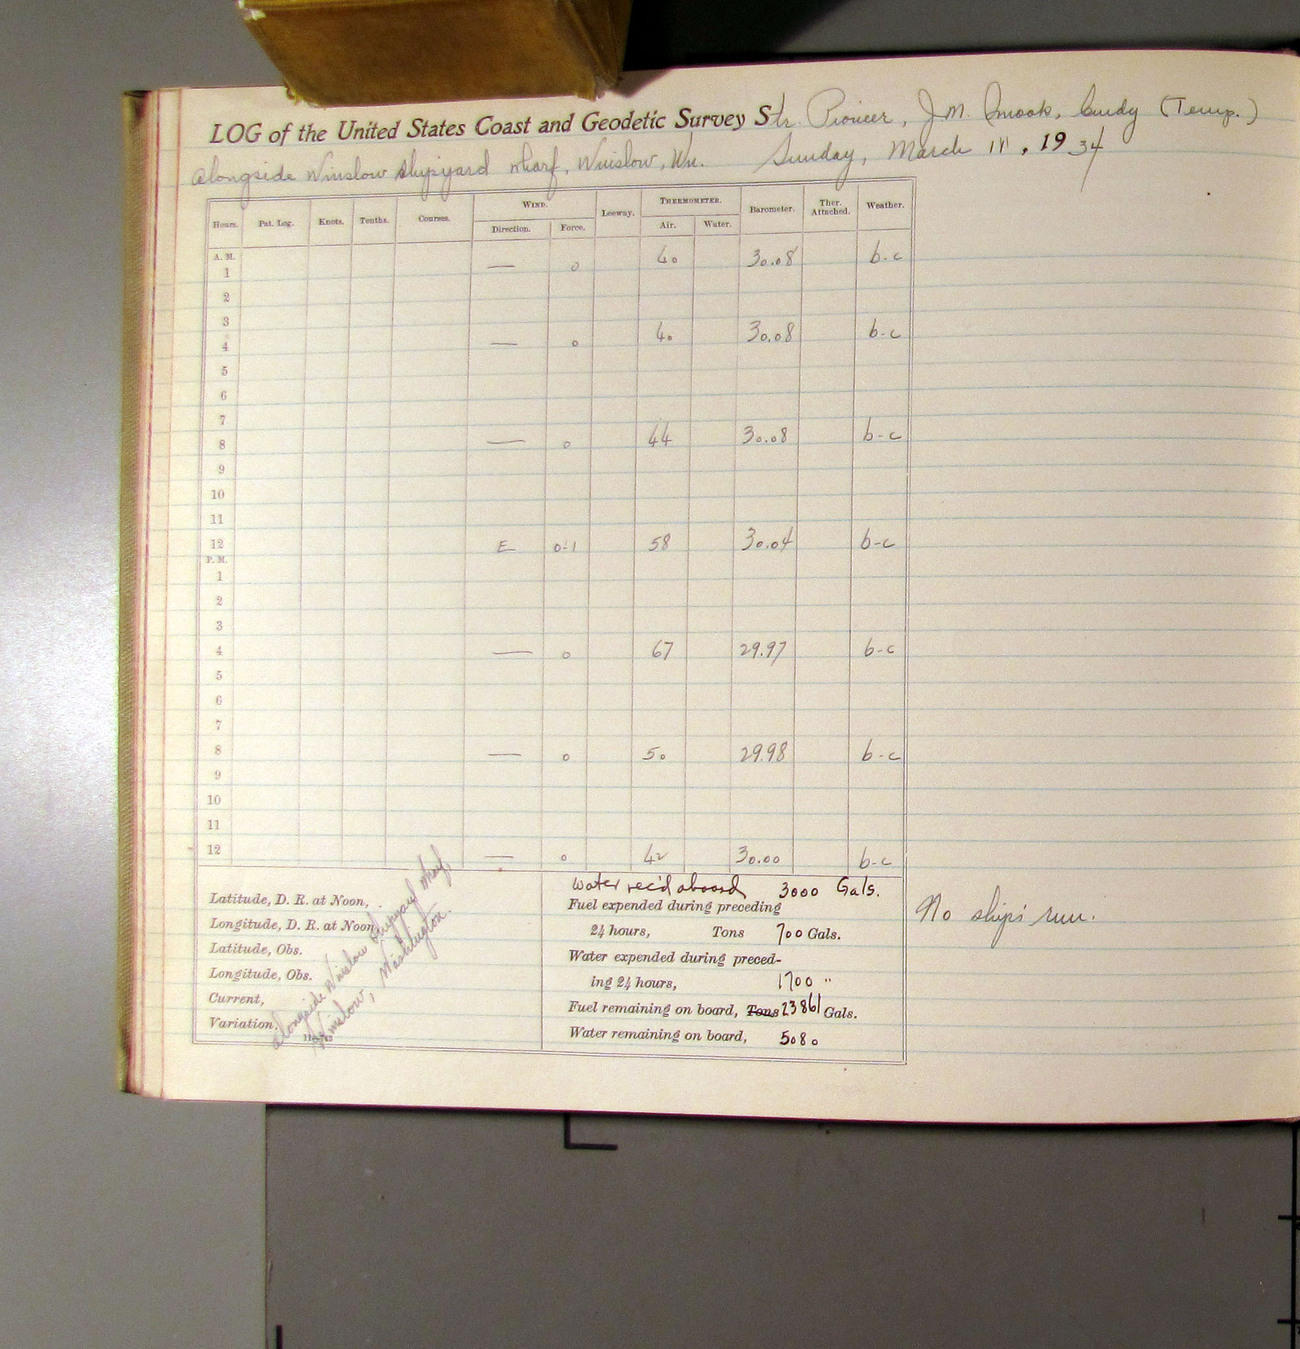 LOG of the United States Coast and Geodetic Survey Str. Pioneer, J.M. Smook, Comdg (Temp.)
alongside Winslow Shipyard wharf, Winslow, Wn. Sunday, March 11, 1934
Hours. Pat. Log. Knots. Tenths. Courses. WIND. Direction. Force. Leeway. THERMOMETER. Air. Water. Barometer. Ther. Attached. Weather.
A. M.
1 — 0 40 30.08 b-c
2
3
4 — 0 40 30.08 b-c
5
6
7
8 — 0 44 30.08 b-c
9
10
11
12 E 0-1 58 30.04 b-c
P. M.
1
2
3
4 — 0 67 29.97 b-c
5
6
7
8 — 0 50 29.98 b-c
9
10
11
12 — 0 42 30.00 b-c
Latitude, D. R. at Noon,
Longitude, D. R. at Noon,
Latitude, Obs.
Longitude, Obs.
Current,
Variation.
alongside Winslow Shipyard wharf,
Winslow, Washington.
Water rec'd aboard 3000 Gals.
Fuel expended during preceding
24 hours, Tons 700 Gals.
Water expended during preced-
ing 24 hours, 1700 "
Fuel remaining on board, Tons 23861 Gals.
Water remaining on board, 5080
No ship's run.